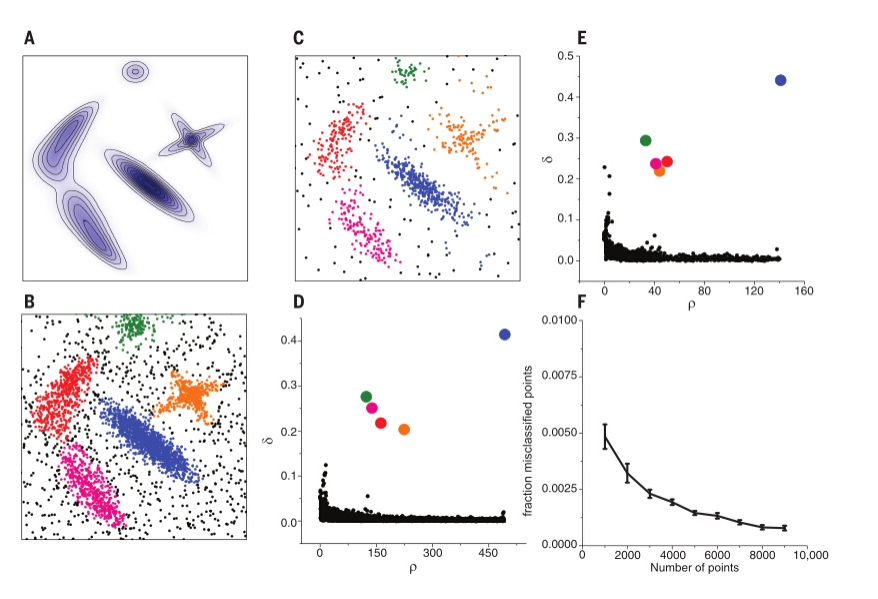 A
B
C
D
0.4
0.3
0.2
0.1
0.0
δ
0
150
300
450
ρ
E
0.5
0.4
0.3
0.2
0.1
0.0
δ
0
40
80
120
160
ρ
F
0.0100
0.0075
0.0050
0.0025
0.0000
fraction misclassified points
0
2000
4000
6000
8000
10,000
Number of points